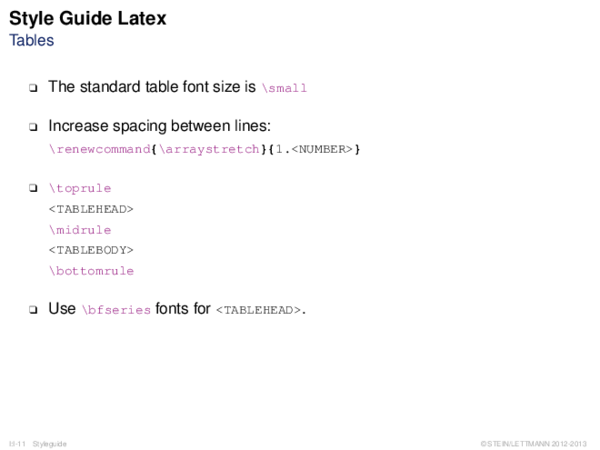 Style Guide Latex
Tables
❑ The standard table font size is \small
❑ Increase spacing between lines:
\renewcommand{\arraystretch}{1.<NUMBER>}
❑ \toprule
<TABLEHEAD>
\midrule
<TABLEBODY>
\bottomrule
❑ Use \bfseries fonts for <TABLEHEAD>.
III-11 Styleguide
© STEIN/LETTMANN 2012-2013